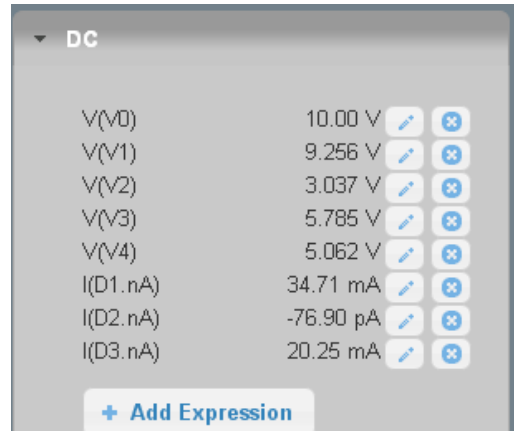 DC
V(V0) 10.00 V
V(V1) 9.256 V
V(V2) 3.037 V
V(V3) 5.785 V
V(V4) 5.062 V
I(D1.nA) 34.71 mA
I(D2.nA) -76.90 pA
I(D3.nA) 20.25 mA
+ Add Expression